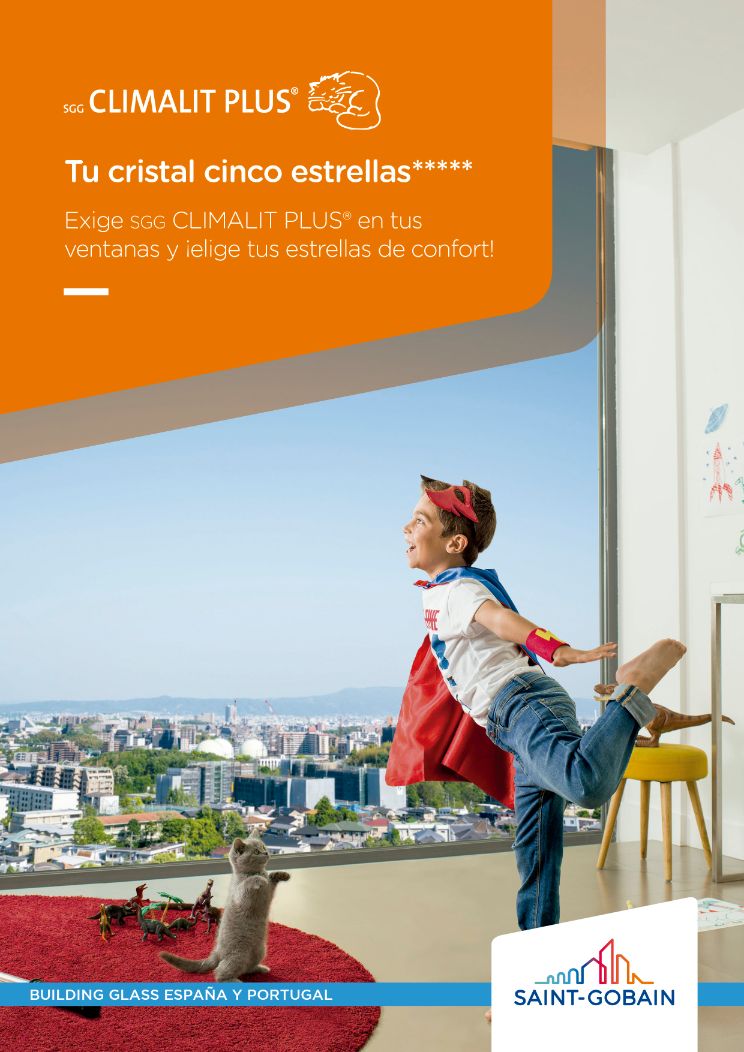 SGG CLIMALIT PLUS®
Tu cristal cinco estrellas*****
Exige SGG CLIMALIT PLUS® en tus
ventanas y ¡elige tus estrellas de confort!
BUILDING GLASS ESPAÑA Y PORTUGAL
SAINT-GOBAIN